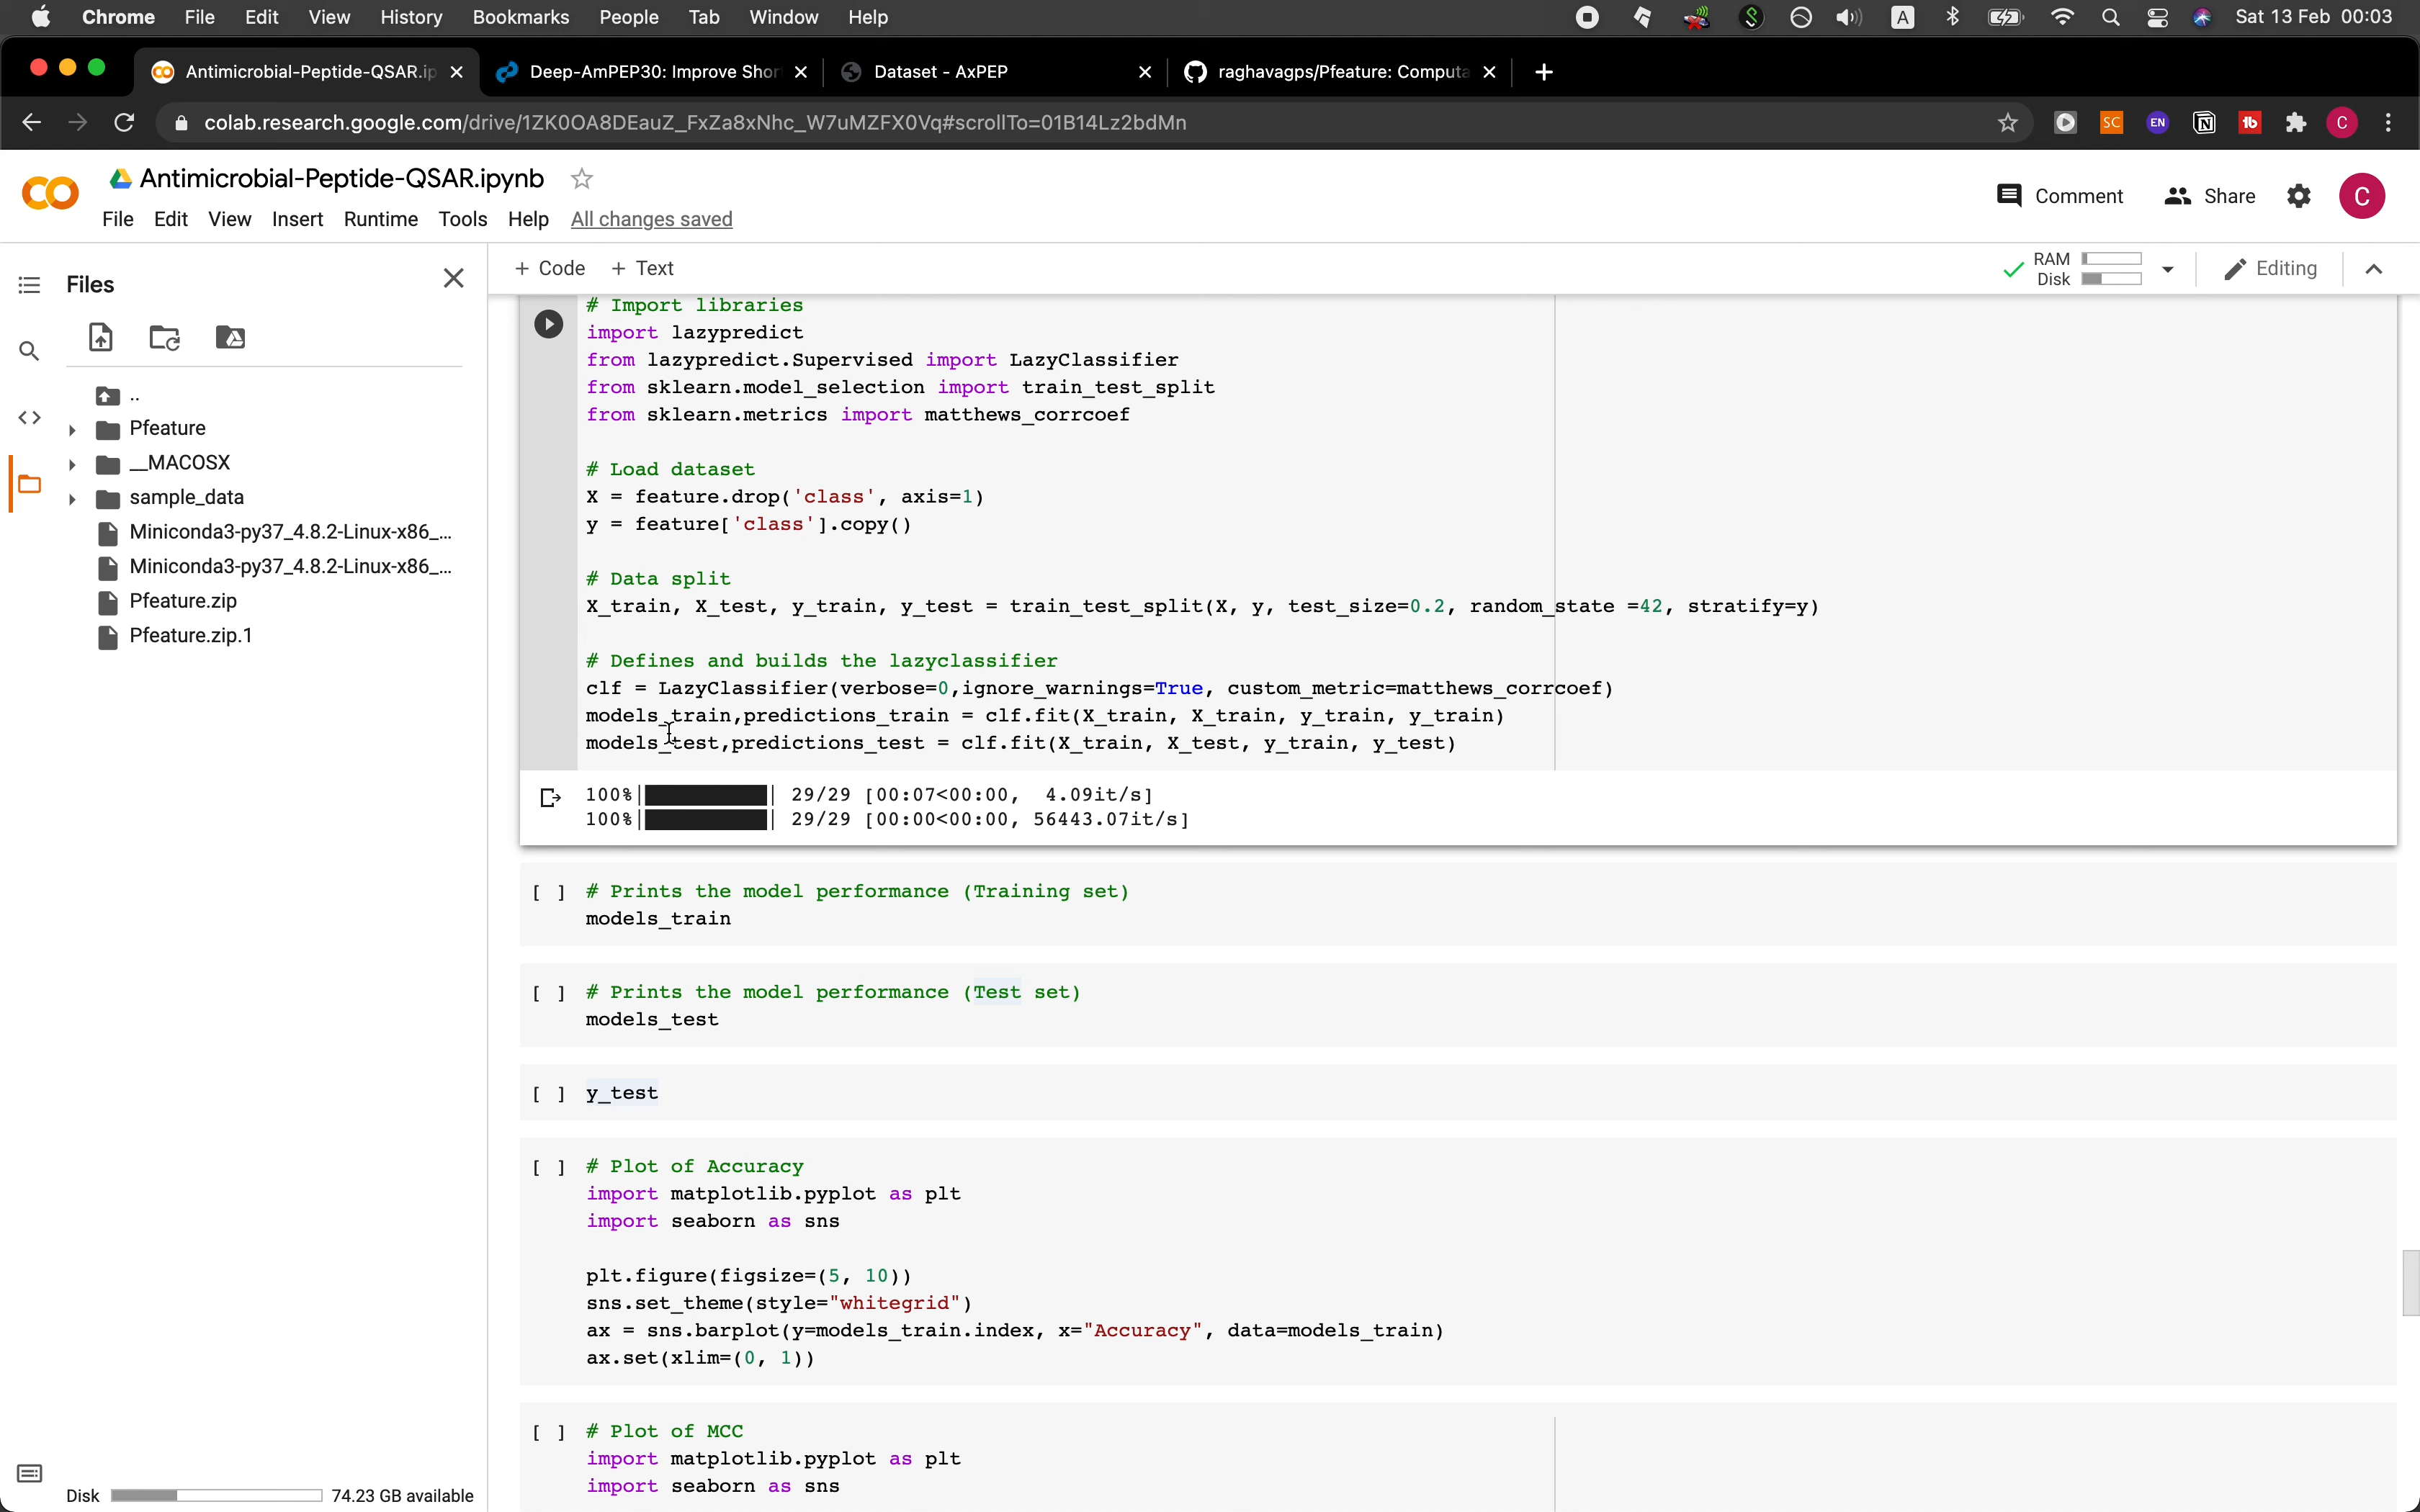 Chrome File Edit View History Bookmarks People Tab Window Help A Sat 13 Feb 00:03
Antimicrobial-Peptide-QSAR.ip Deep-AmPEP30: Improve Shor Dataset - AxPEP raghavagps/Pfeature: Computa
colab.research.google.com/drive/1ZK0OA8DEauZ_FxZa8xNhc_W7uMZFX0Vq#scrollTo=01B14Lz2bdMn SC EN N tb C
CO Antimicrobial-Peptide-QSAR.ipynb
File Edit View Insert Runtime Tools Help All changes saved
Comment Share C
Files
+ Code + Text
RAM
Disk
Editing
..
Pfeature
__MACOSX
sample_data
Miniconda3-py37_4.8.2-Linux-x86_...
Miniconda3-py37_4.8.2-Linux-x86_...
Pfeature.zip
Pfeature.zip.1
Disk 74.23 GB available
# Import libraries
import lazypredict
from lazypredict.Supervised import LazyClassifier
from sklearn.model_selection import train_test_split
from sklearn.metrics import matthews_corrcoef
# Load dataset
X = feature.drop('class', axis=1)
y = feature['class'].copy()
# Data split
X_train, X_test, y_train, y_test = train_test_split(X, y, test_size=0.2, random_state =42, stratify=y)
# Defines and builds the lazyclassifier
clf = LazyClassifier(verbose=0,ignore_warnings=True, custom_metric=matthews_corrcoef)
models_train,predictions_train = clf.fit(X_train, X_train, y_train, y_train)
models_test,predictions_test = clf.fit(X_train, X_test, y_train, y_test)
100%| | 29/29 [00:07<00:00, 4.09it/s]
100%| | 29/29 [00:00<00:00, 56443.07it/s]
[ ] # Prints the model performance (Training set)
models_train
[ ] # Prints the model performance (Test set)
models_test
[ ] y_test
[ ] # Plot of Accuracy
import matplotlib.pyplot as plt
import seaborn as sns
plt.figure(figsize=(5, 10))
sns.set_theme(style="whitegrid")
ax = sns.barplot(y=models_train.index, x="Accuracy", data=models_train)
ax.set(xlim=(0, 1))
[ ] # Plot of MCC
import matplotlib.pyplot as plt
import seaborn as sns